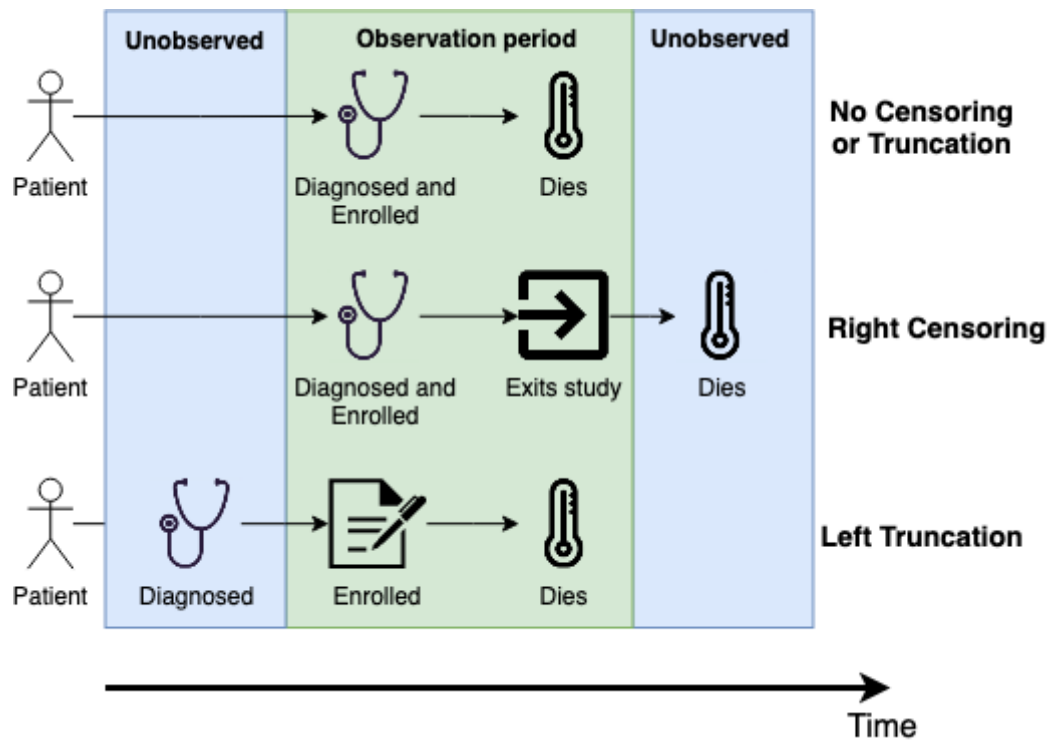 Unobserved
Observation period
Unobserved
Patient
Diagnosed and
Enrolled
Dies
No Censoring
or Truncation
Patient
Diagnosed and
Enrolled
Exits study
Dies
Right Censoring
Patient
Diagnosed
Enrolled
Dies
Left Truncation
Time